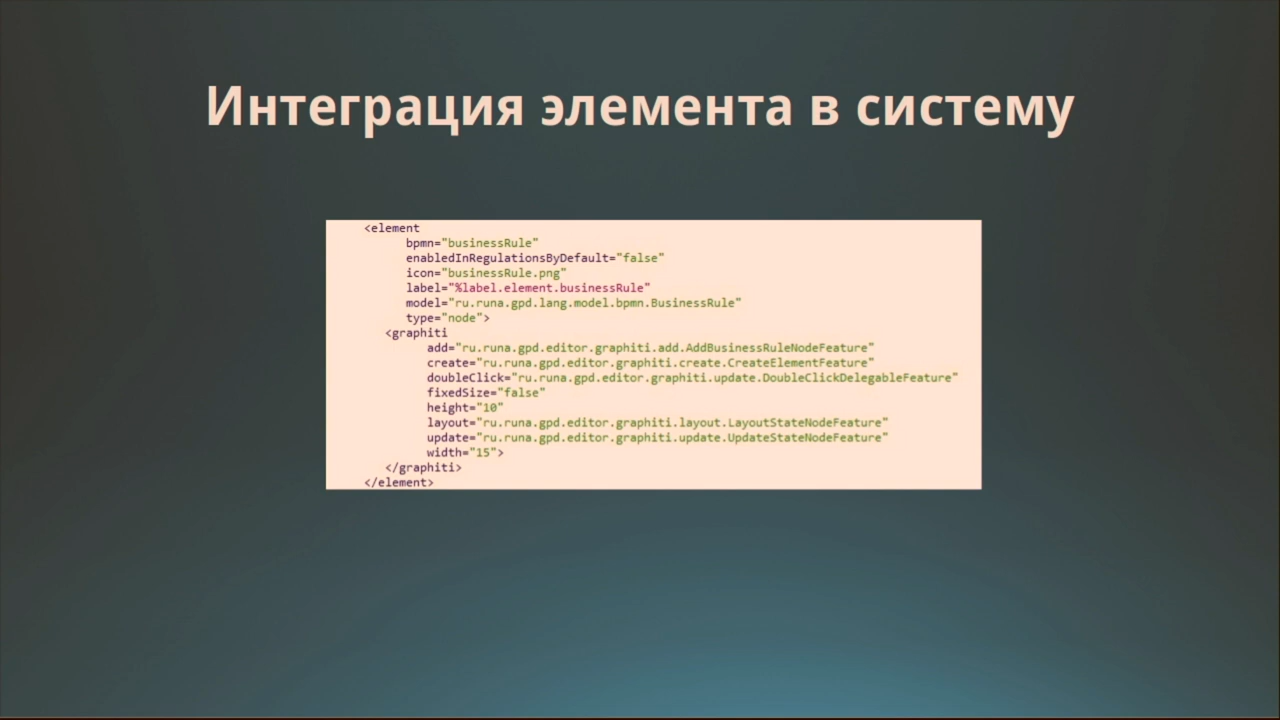 Интеграция элемента в систему
<element
bpmn="businessRule"
enabledInRegulationsByDefault="false"
icon="businessRule.png"
label="%label.element.businessRule"
model="ru.runa.gpd.lang.model.bpmn.BusinessRule"
type="node">
<graphiti
add="ru.runa.gpd.editor.graphiti.add.AddBusinessRuleNodeFeature"
create="ru.runa.gpd.editor.graphiti.create.CreateElementFeature"
doubleClick="ru.runa.gpd.editor.graphiti.update.DoubleClickDelegableFeature"
fixedSize="false"
height="10"
layout="ru.runa.gpd.editor.graphiti.layout.LayoutStateNodeFeature"
update="ru.runa.gpd.editor.graphiti.update.UpdateStateNodeFeature"
width="15">
</graphiti>
</element>